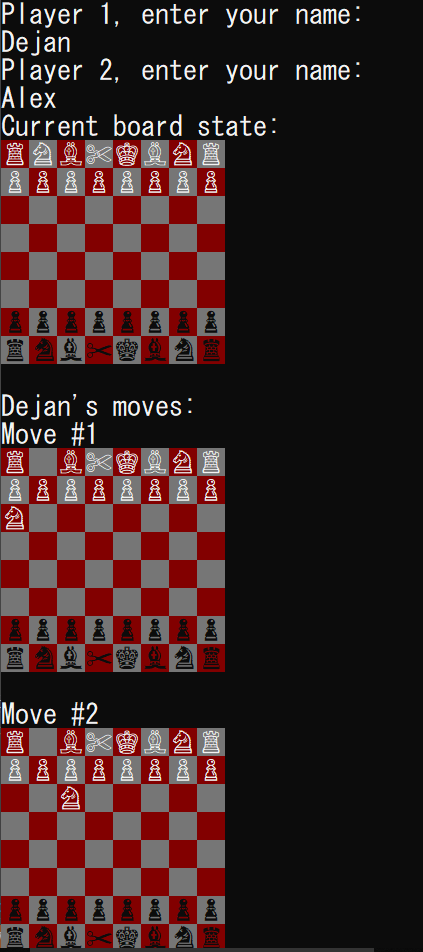 Player 1, enter your name:
Dejan
Player 2, enter your name:
Alex
Current board state:
Dejan's moves:
Move #1
Move #2